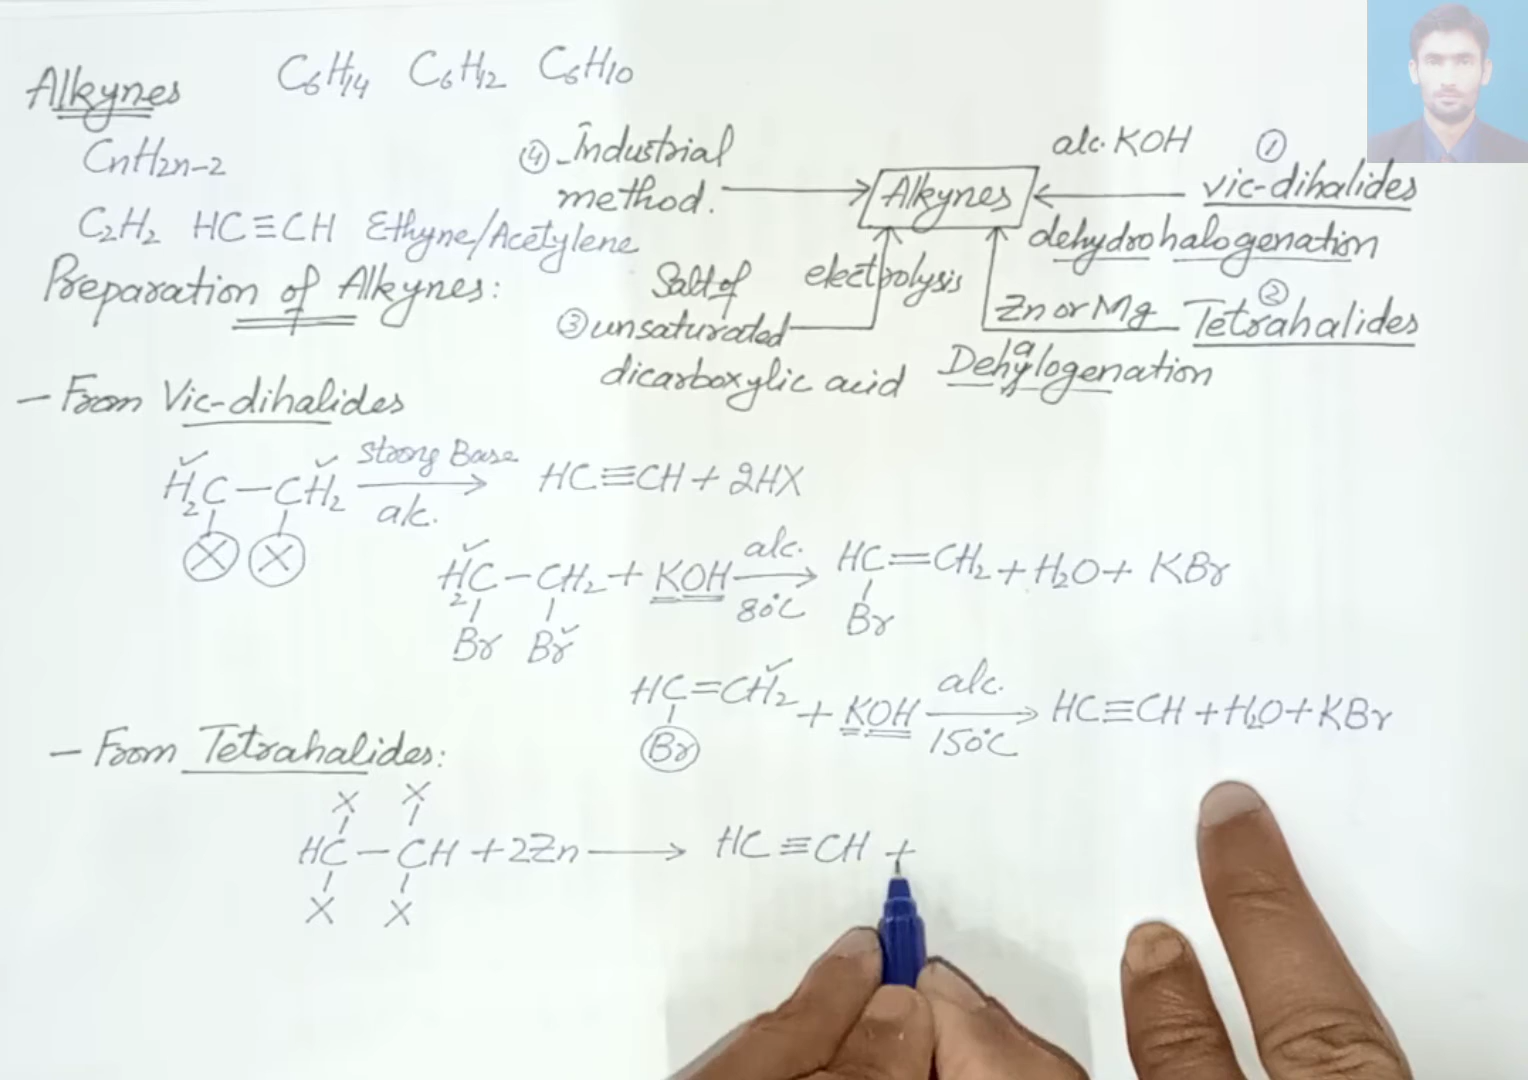 Alkynes C6H14 C6H12 C6H10
CnH2n-2
C2H2 HC≡CH Ethyne/Acetylene
Preparation of Alkynes:
④ -Industrial
method.
Alkynes
alc. KOH ①
vic-dihalides
dehydrohalogenation
Salt of
③ unsaturated
dicarboxylic acid
electrolysis
Zn or Mg ② Tetrahalides
Dehalogenation
- From Vic-dihalides
H2C-CH2 Strong Base HC≡CH + 2HX
alc.
X X
H2C-CH2 + KOH alc. HC=CH2 + H2O + KBr
80°C
Br Br Br
HC=CH2 + KOH alc. HC≡CH + H2O + KBr
150°C
Br
- From Tetrahalides:
X X
HC-CH + 2Zn → HC≡CH +
X X